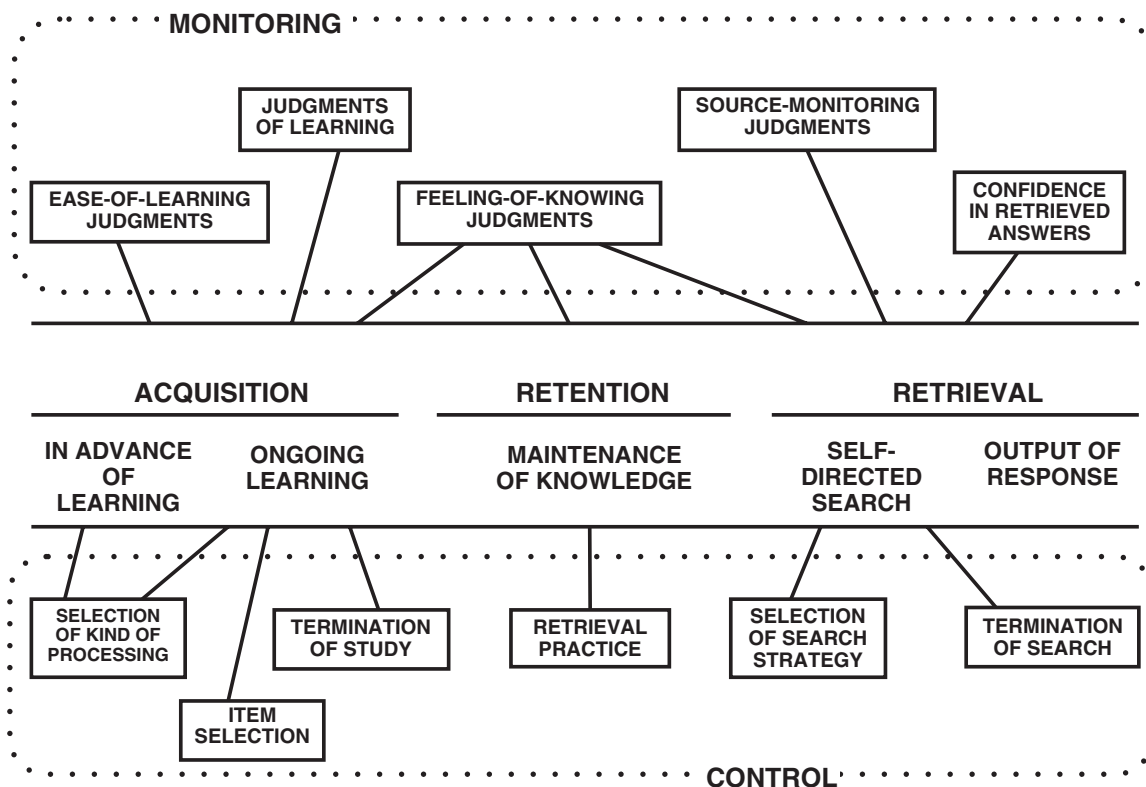 MONITORING
JUDGMENTS
OF LEARNING
SOURCE-MONITORING
JUDGMENTS
EASE-OF-LEARNING
JUDGMENTS
FEELING-OF-KNOWING
JUDGMENTS
CONFIDENCE
IN RETRIEVED
ANSWERS
ACQUISITION
RETENTION
RETRIEVAL
IN ADVANCE
OF
LEARNING
ONGOING
LEARNING
MAINTENANCE
OF KNOWLEDGE
SELF-
DIRECTED
SEARCH
OUTPUT OF
RESPONSE
SELECTION
OF KIND OF
PROCESSING
TERMINATION
OF STUDY
RETRIEVAL
PRACTICE
SELECTION
OF SEARCH
STRATEGY
TERMINATION
OF SEARCH
ITEM
SELECTION
CONTROL